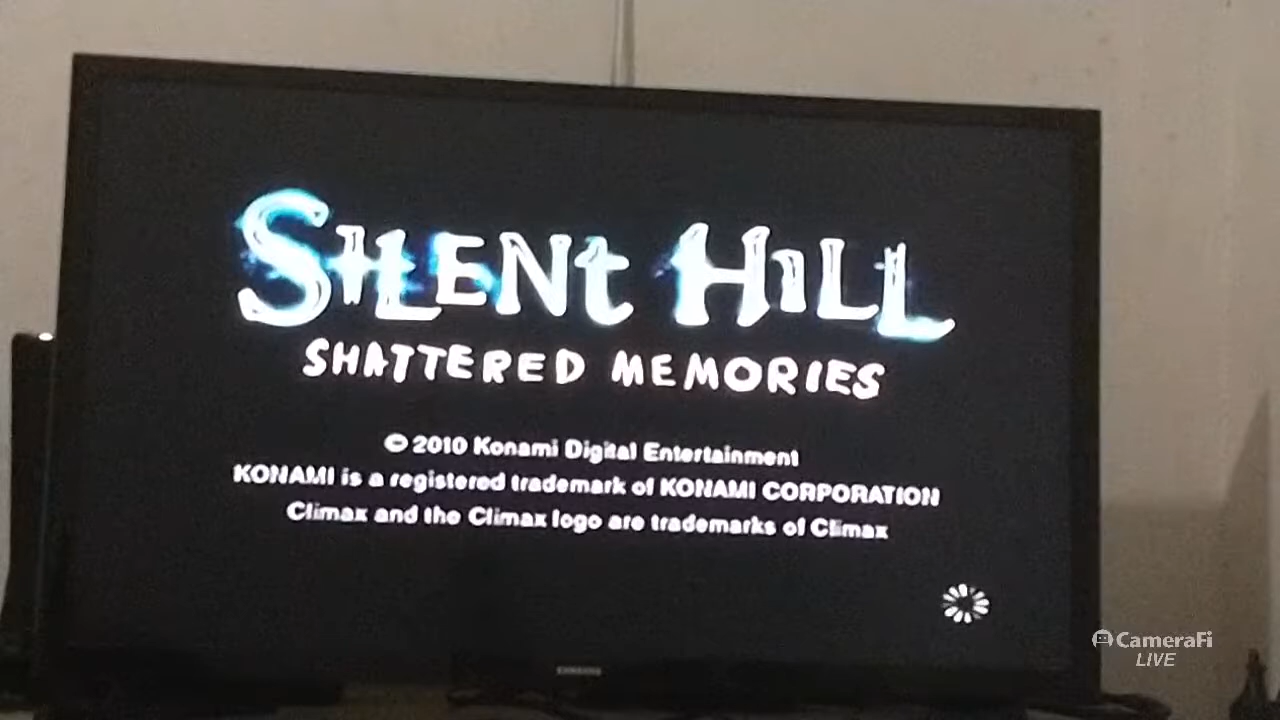 SILENt HiLL
SHATTERED MEMORIES
© 2010 Konami Digital Entertainment
KONAMI is a registered trademark of KONAMI CORPORATION
Climax and the Climax logo are trademarks of Climax
SAMSUNG
CameraFi
LIVE